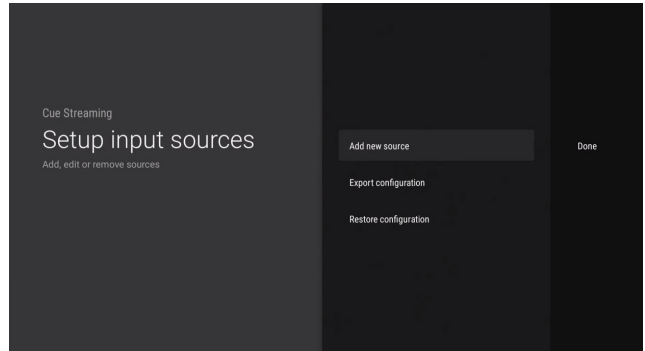 Cue Streaming
Setup input sources
Add, edit or remove sources
Add new source
Done
Export configuration
Restore configuration